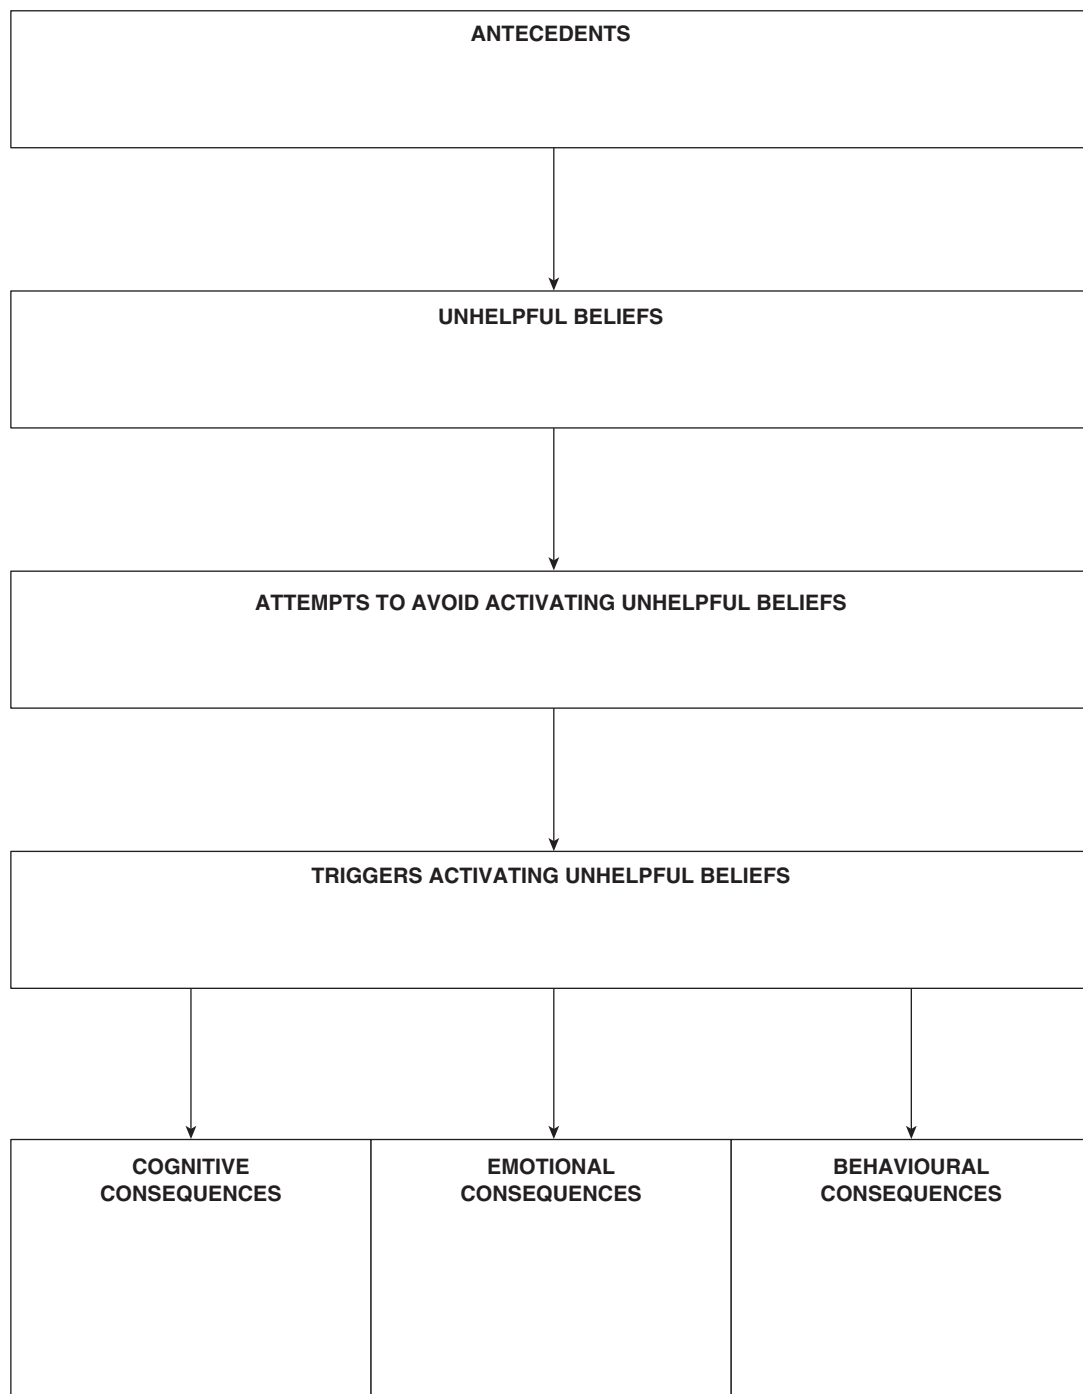 ANTECEDENTS
UNHELPFUL BELIEFS
ATTEMPTS TO AVOID ACTIVATING UNHELPFUL BELIEFS
TRIGGERS ACTIVATING UNHELPFUL BELIEFS
COGNITIVE
CONSEQUENCES
EMOTIONAL
CONSEQUENCES
BEHAVIOURAL
CONSEQUENCES